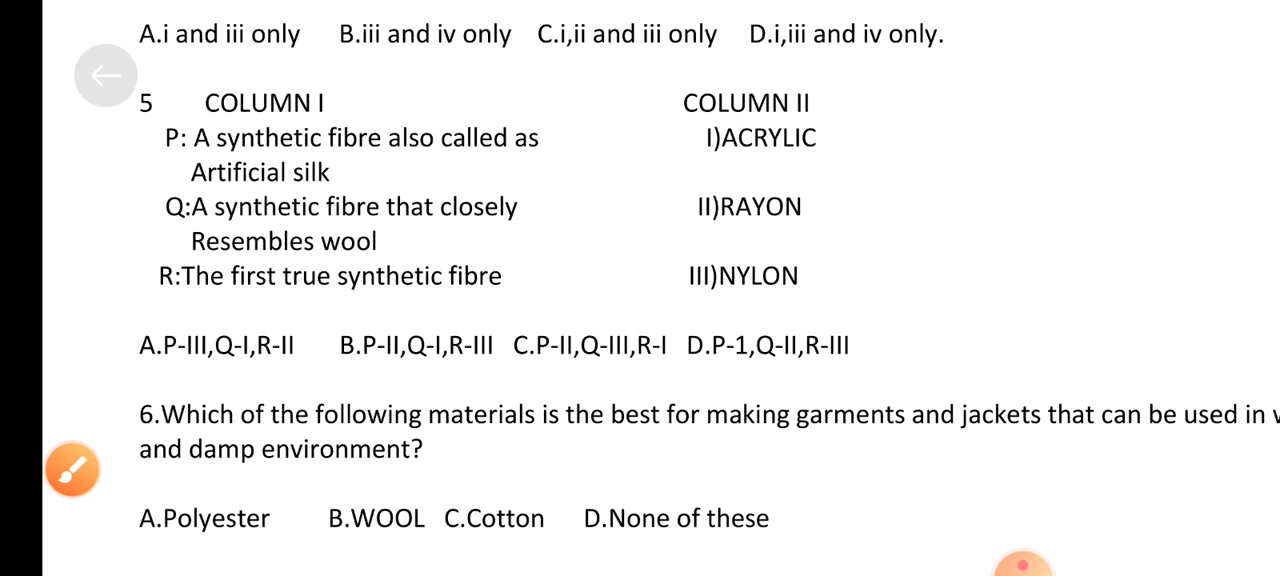 A.i and iii only B.iii and iv only C.i,ii and iii only D.i,iii and iv only.
5 COLUMN I COLUMN II
P: A synthetic fibre also called as I)ACRYLIC
Artificial silk
Q:A synthetic fibre that closely II)RAYON
Resembles wool
R:The first true synthetic fibre III)NYLON
A.P-III,Q-I,R-II B.P-II,Q-I,R-III C.P-II,Q-III,R-I D.P-1,Q-II,R-III
6.Which of the following materials is the best for making garments and jackets that can be used in
and damp environment?
A.Polyester B.WOOL C.Cotton D.None of these